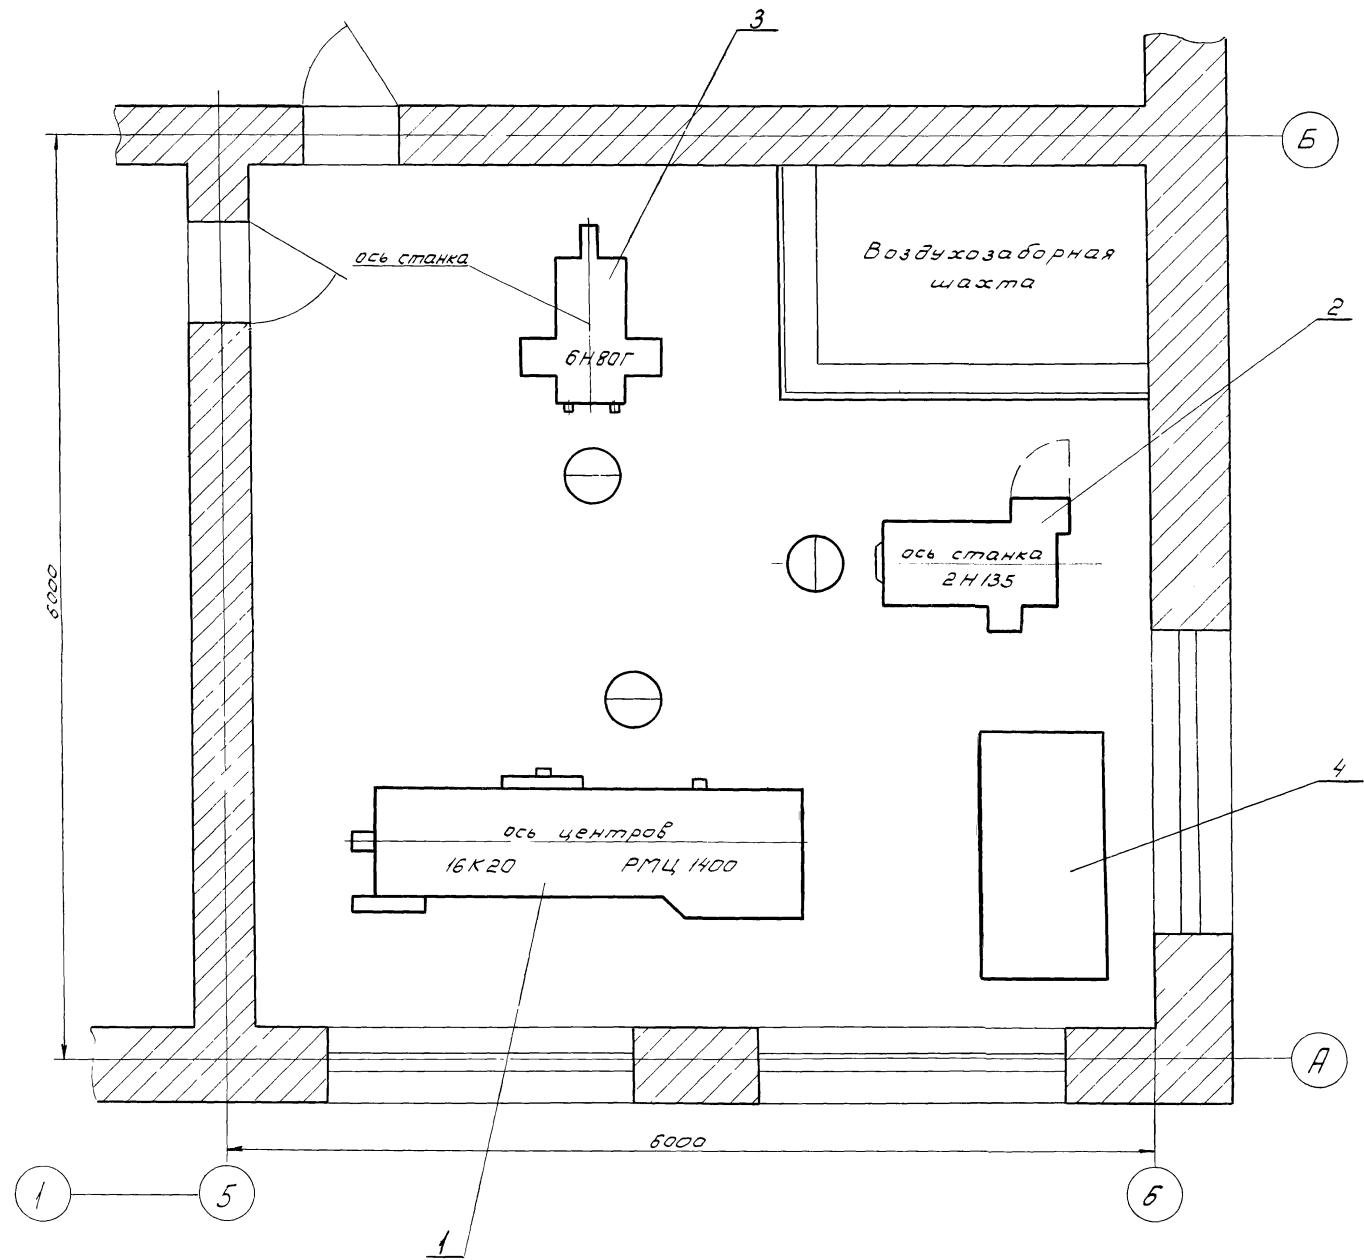 3
Б
ось станка
Воздухозаборная
шахта
2
6Н80Г
ось станка
2Н135
6000
4
ось центров
16К20 РМЦ 1400
А
6000
1
5
6
1